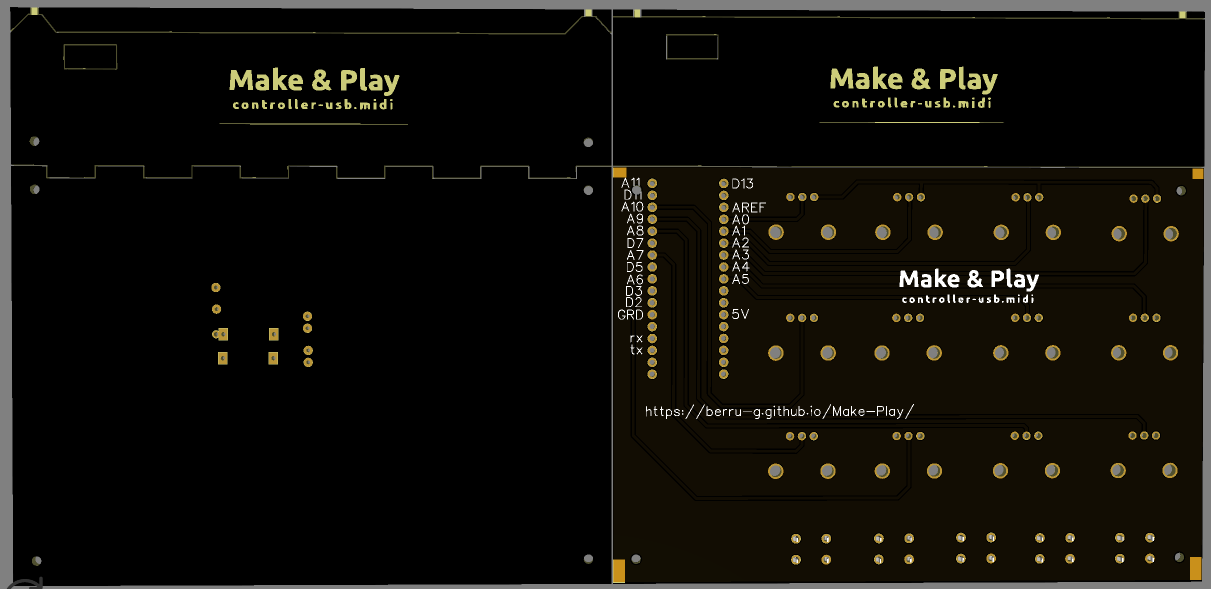 Make & Play
controller-usb.midi
Make & Play
controller-usb.midi
A11
D11
A10
A9
A8
D7
A7
D5
A6
D3
D2
GRD
rx
tx
D13
AREF
A0
A1
A2
A3
A4
A5
5V
Make & Play
controller-usb.midi
https://berru-g.github.io/Make-Play/